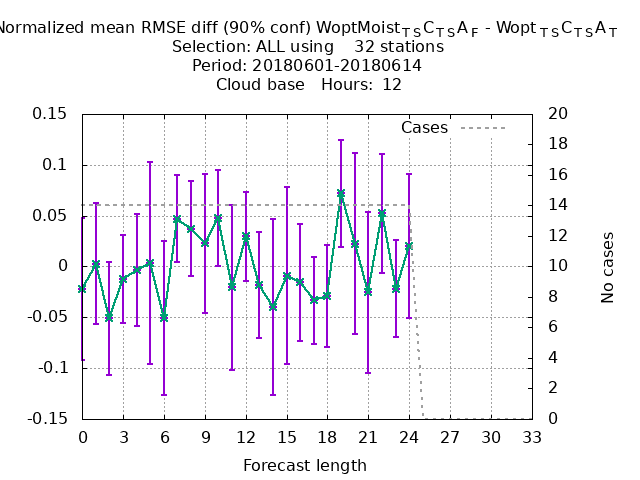 Normalized mean RMSE diff (90% conf) WoptMoistTSCTSAF - WoptTSCTSAT
Selection: ALL using 32 stations
Period: 20180601-20180614
Cloud base Hours: 12
Cases
0.15
0.1
0.05
0
-0.05
-0.1
-0.15
20
18
16
14
12
10
8
6
4
2
0
No cases
0 3 6 9 12 15 18 21 24 27 30 33
Forecast length